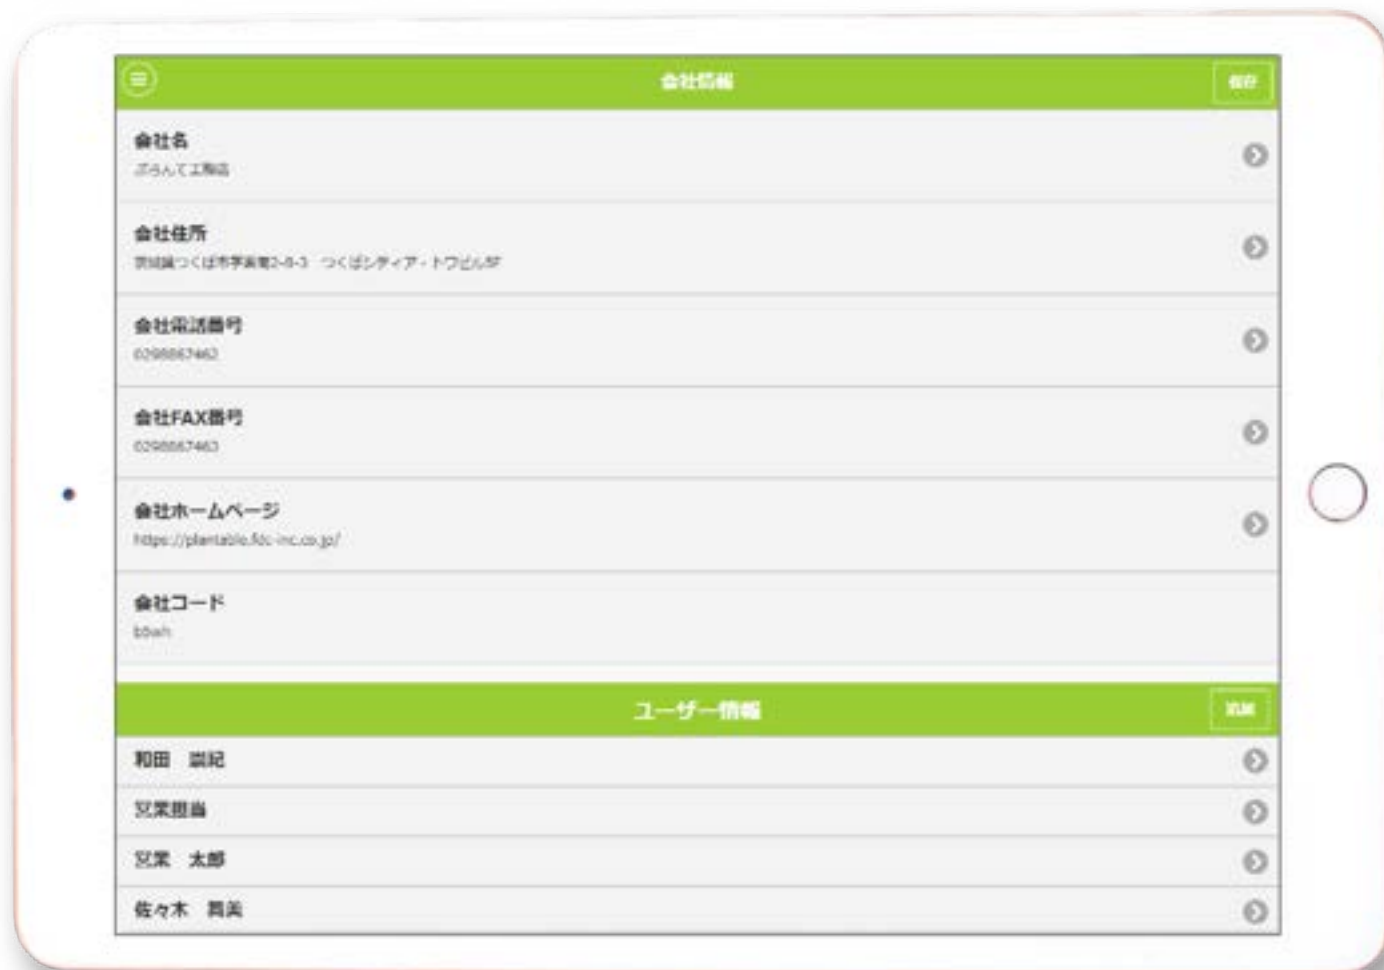 会社情報
保存
会社名
ぷらんて工務店
会社住所
茨城県つくば市学園南2-8-3　つくばシティア・トワビル5F
会社電話番号
0298867462
会社FAX番号
0298867463
会社ホームページ
https://plantable.fdc-inc.co.jp/
会社コード
ユーザー情報
追加
和田　崇紀
営業担当
営業　太郎
佐々木